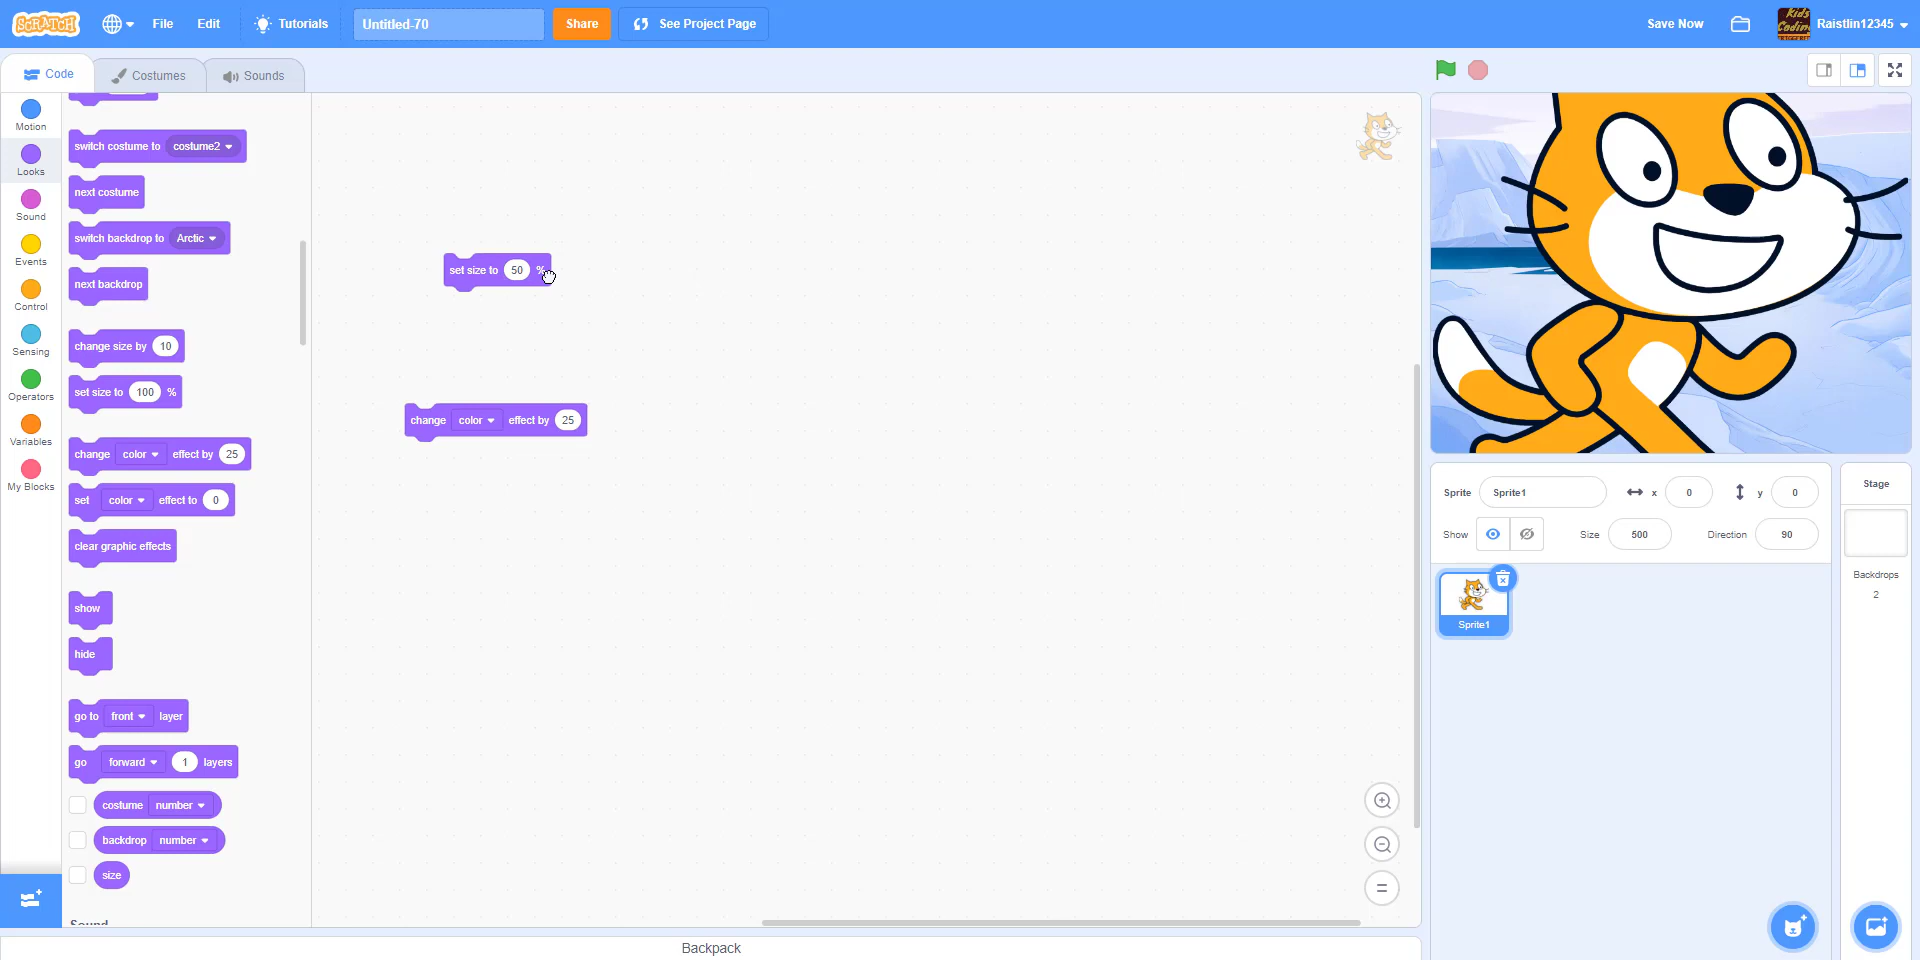 SCRATCH
File
Edit
Tutorials
Untitled-70
Share
See Project Page
Save Now
Kids
Coding
Raistlin12345
Code
Costumes
Sounds
Motion
Looks
Sound
Events
Control
Sensing
Operators
Variables
My Blocks
switch costume to costume2
next costume
switch backdrop to Arctic
next backdrop
change size by 10
set size to 100 %
change color effect by 25
set color effect to 0
clear graphic effects
show
hide
go to front layer
go forward 1 layers
costume number
backdrop number
size
Sound
set size to 50 %
change color effect by 25
Backpack
Sprite Sprite1 x 0 y 0
Show Size 500 Direction 90
Sprite1
Stage
Backdrops
2